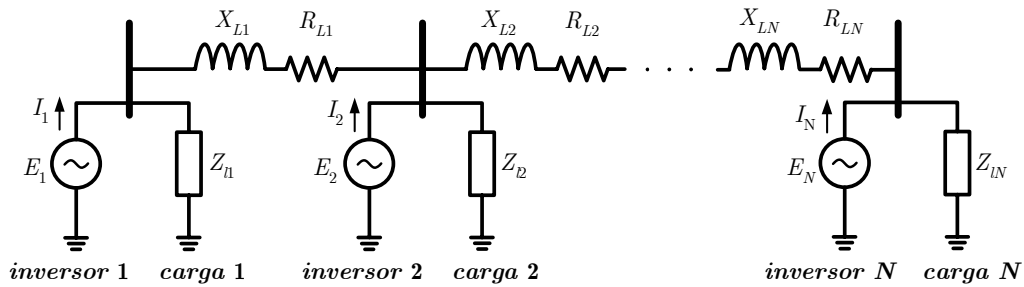 X_{L1} R_{L1} X_{L2} R_{L2} X_{LN} R_{LN}
. . . .
I_1 I_2 I_N
E_1 Z_{l1} E_2 Z_{l2} E_N Z_{lN}
inversor 1 carga 1 inversor 2 carga 2 inversor N carga N